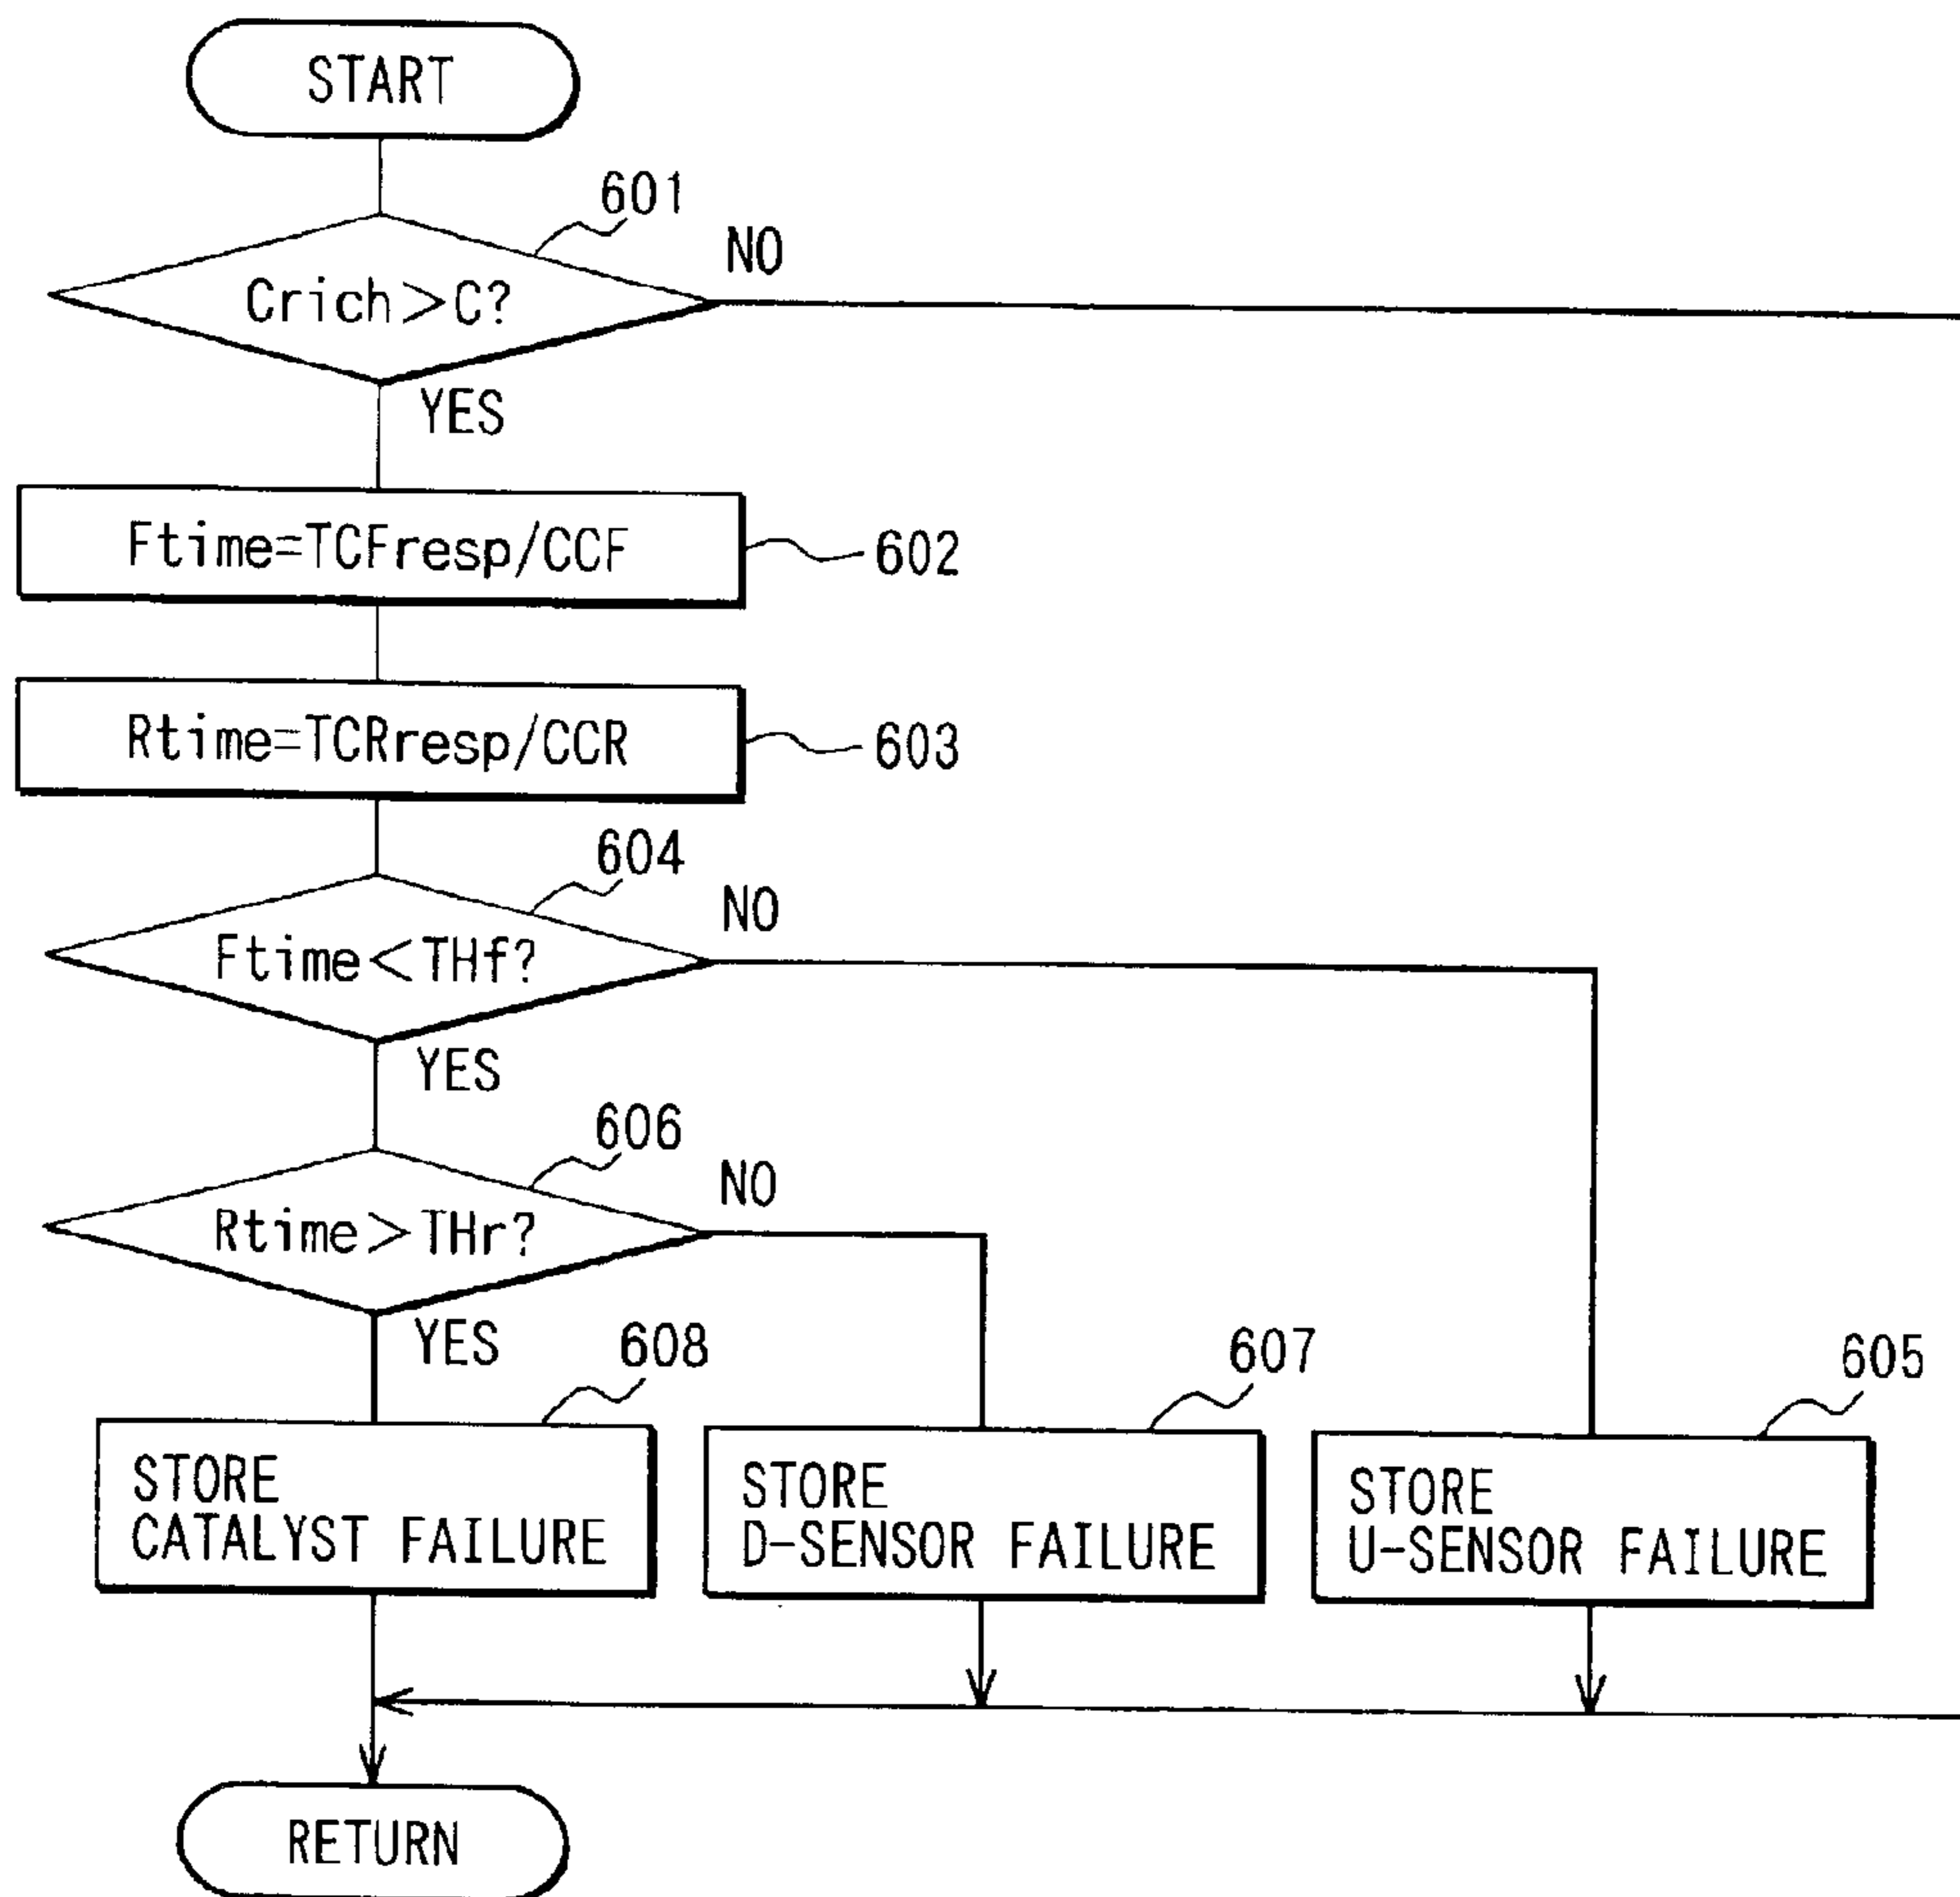 START
601
NO
Crich>C?
YES
Ftime=TCFresp/CCF
602
Rtime=TCRresp/CCR
603
604
NO
Ftime<THf?
YES
606
NO
Rtime>THr?
YES
608
607
605
STORE
CATALYST FAILURE
STORE
D-SENSOR FAILURE
STORE
U-SENSOR FAILURE
RETURN